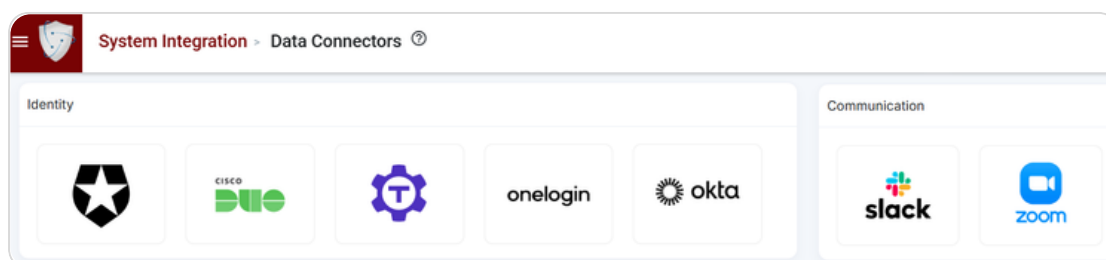 System Integration > Data Connectors ?
Identity
Communication
CISCO
DUO
T
onelogin
okta
slack
zoom